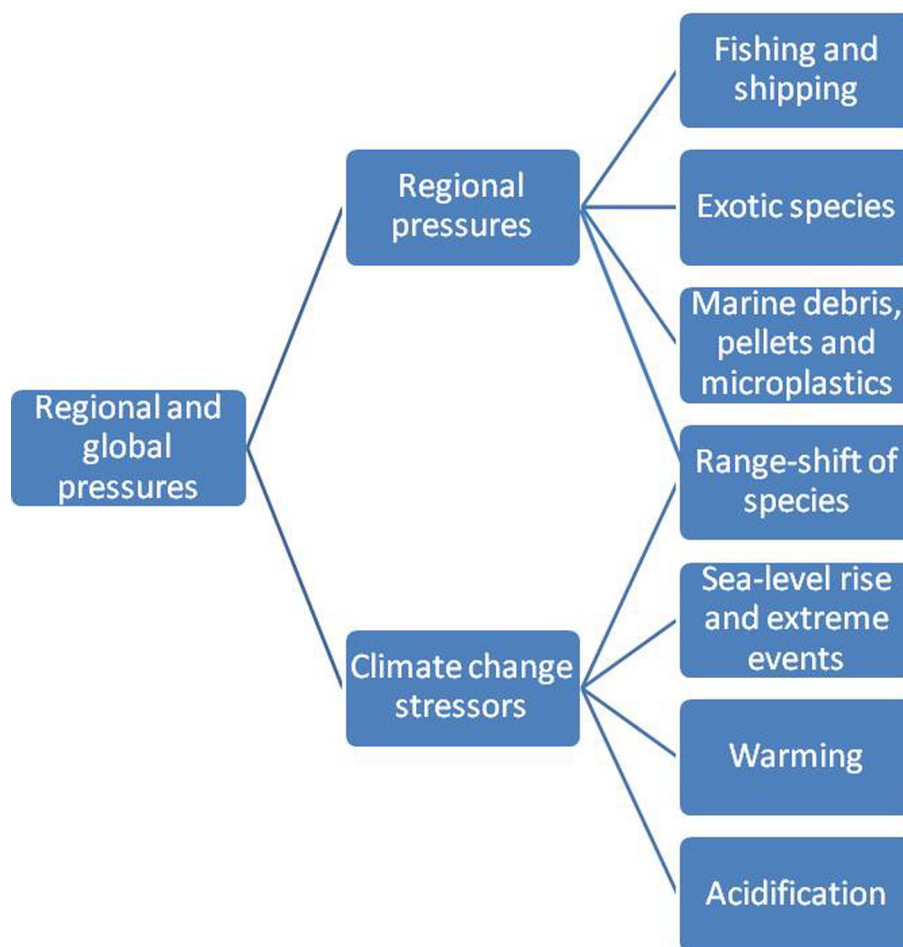 Regional and
global
pressures
Regional
pressures
Climate change
stressors
Fishing and
shipping
Exotic species
Marine debris,
pellets and
microplastics
Range-shift of
species
Sea-level rise
and extreme
events
Warming
Acidification